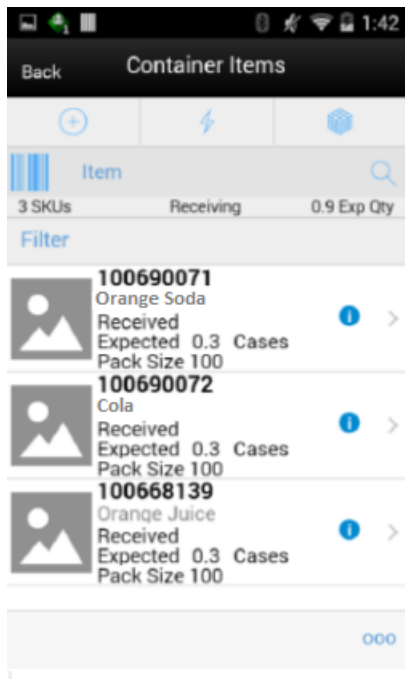 1:42
Back
Container Items
Item
3 SKUs Receiving 0.9 Exp Qty
Filter
100690071
Orange Soda
Received
Expected 0.3 Cases
Pack Size 100
100690072
Cola
Received
Expected 0.3 Cases
Pack Size 100
100668139
Orange Juice
Received
Expected 0.3 Cases
Pack Size 100